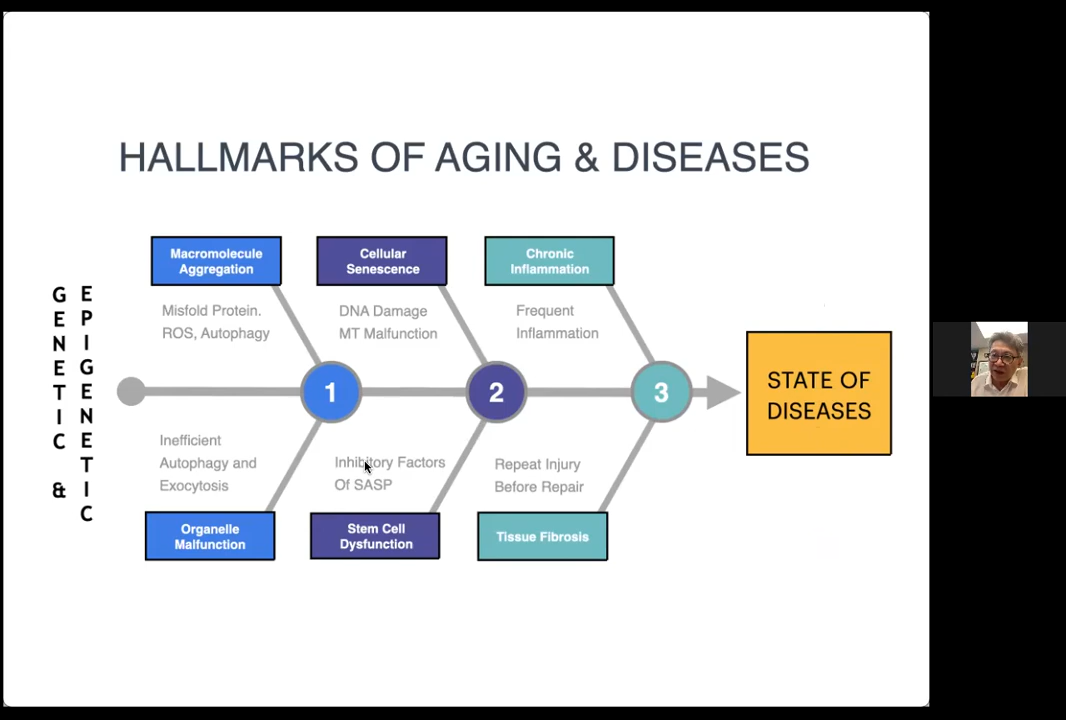 HALLMARKS OF AGING & DISEASES
Macromolecule
Aggregation
Cellular
Senescence
Chronic
Inflammation
Misfold Protein.
ROS, Autophagy
DNA Damage
MT Malfunction
Frequent
Inflammation
GENETIC &
EPIGENETIC
1
2
3
STATE OF
DISEASES
Inefficient
Autophagy and
Exocytosis
Inhibitory Factors
Of SASP
Repeat Injury
Before Repair
Organelle
Malfunction
Stem Cell
Dysfunction
Tissue Fibrosis